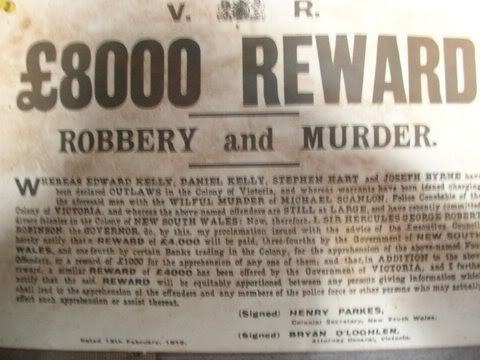 V. R.
£8000 REWARD
ROBBERY and MURDER.
WHEREAS EDWARD KELLY, DANIEL KELLY, STEPHEN HART and JOSEPH BYRNE have
been declared OUTLAWS in the Colony of Victoria, and whereas warrants have been issued charging
the aforesaid men with the WILFUL MURDER of MICHAEL SCANLON, Police Constable of the
Colony of VICTORIA, and whereas the above-named offenders are STILL at LARGE, and have recently committed
divers felonies in the Colony of NEW SOUTH WALES: Now, therefore, I, SIR HERCULES GEORGE ROBERT
ROBINSON, the GOVERNOR, do, by this, my proclamation issued with the advice of the Executive Council,
hereby notify that a REWARD of £4,000 will be paid, three-fourths by the Government of NEW SOUTH
WALES, and one-fourth by certain Banks trading in the Colony, for the apprehension of the above-named Four
Offenders, or a reward of £1000 for the apprehension of any one of them; and that, in ADDITION to the above
reward, a similar REWARD of £4000 has been offered by the Government of VICTORIA, and I further
notify that the said REWARD will be equitably apportioned between any persons giving information which
shall lead to the apprehension of the offenders and any members of the police force or other persons who may actually
effect such apprehension or assist thereat.
(Signed) HENRY PARKES,
Colonial Secretary, New South Wales.
(Signed) BRYAN O'LOGHLEN,
Attorney General, Victoria.
Dated 15th February,